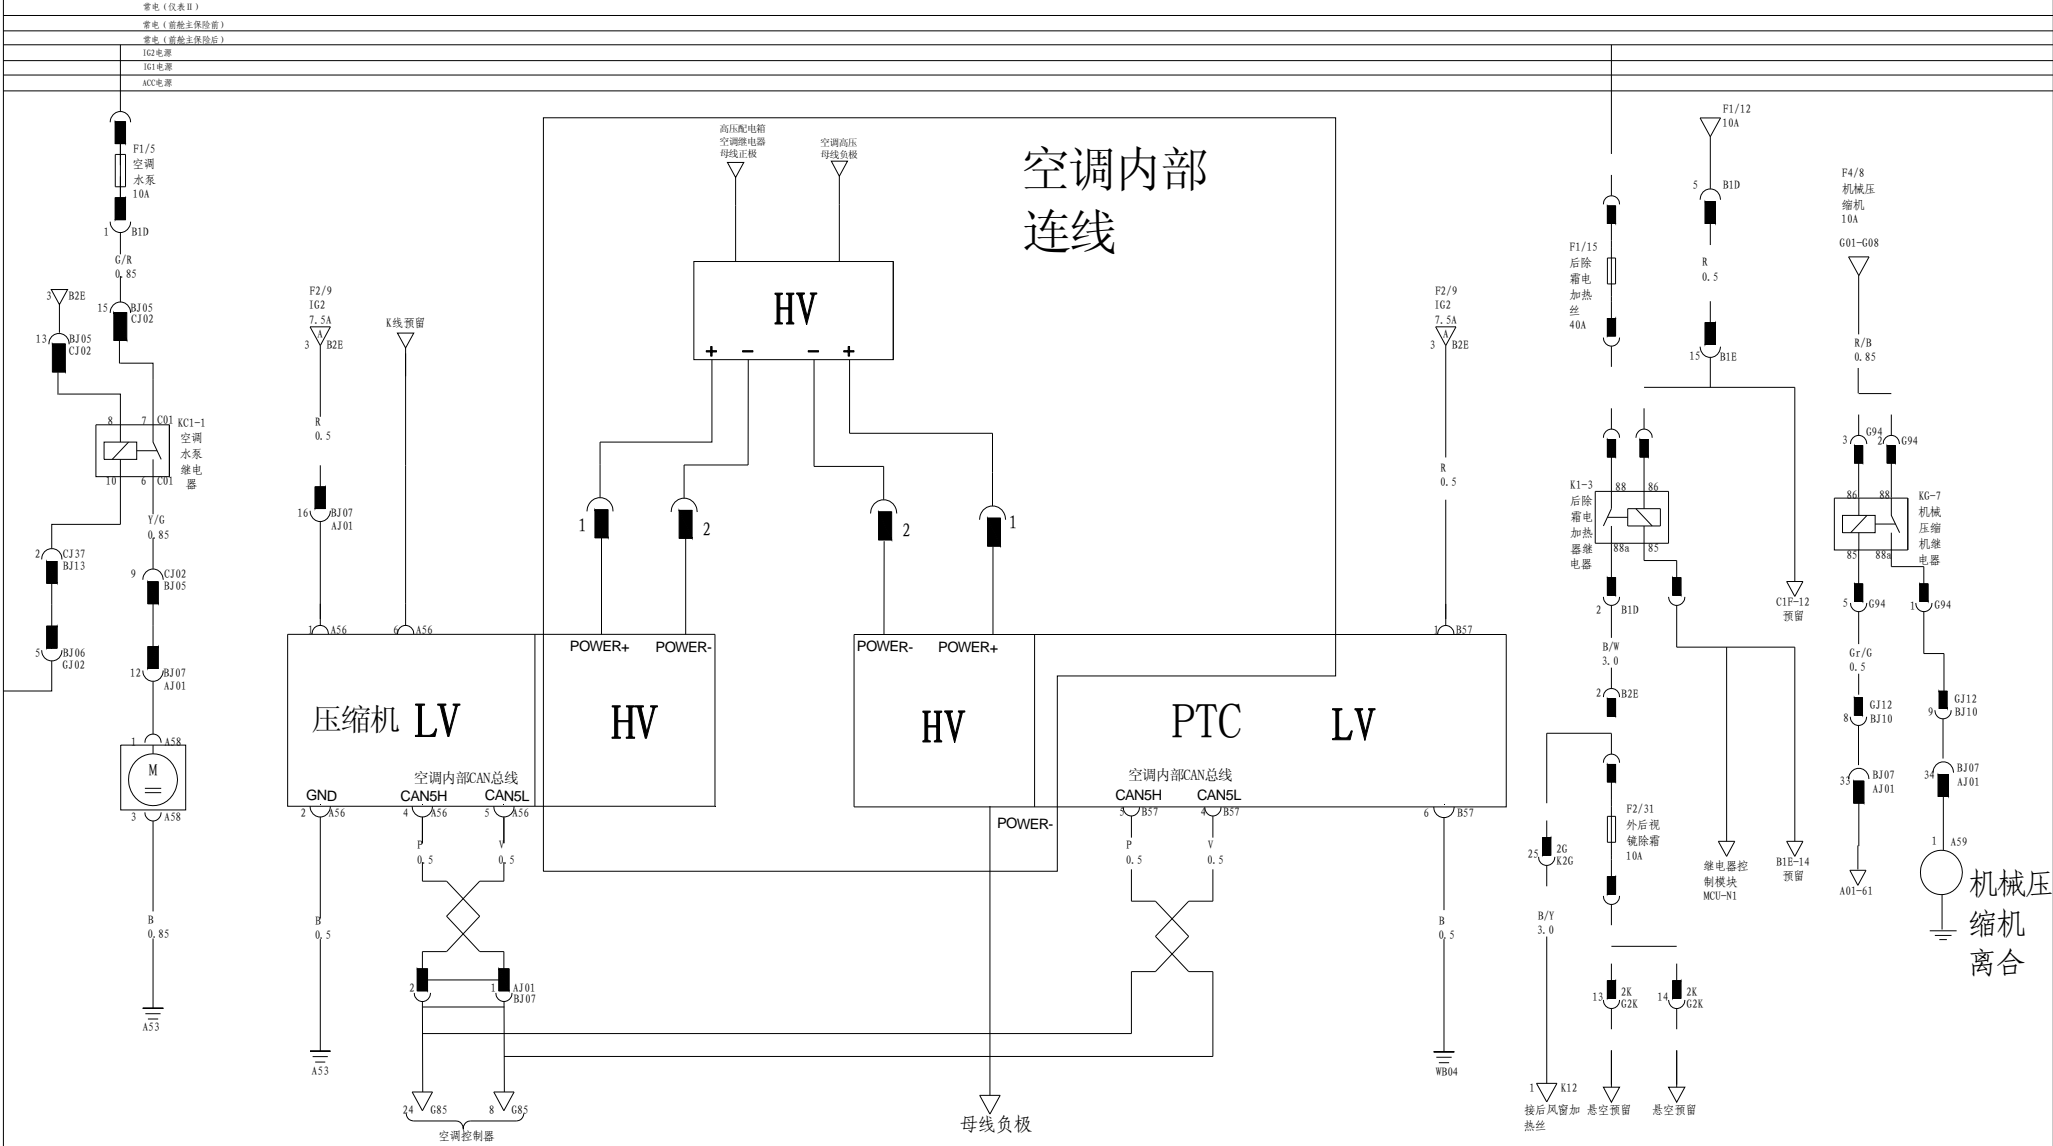 常电（仪表Ⅱ）
常电（前舱主保险前）
常电（前舱主保险后）
IG2电源
IG1电源
ACC电源
F1/5
空调
水泵
10A
1
B1D
G/R
0.85
3
B2E
15
BJ05
CJ02
13
BJ05
CJ02
8
7
C01
KC1-1
空调
水泵
继电
器
10
6
C01
Y/G
0.85
2
CJ37
BJ13
9
CJ02
BJ05
5
BJ06
GJ02
12
BJ07
AJ01
1
A58
M
3
A58
B
0.85
A53
F2/9
IG2
7.5A
A
3
B2E
R
0.5
16
BJ07
AJ01
K线预留
1
A56
6
A56
压缩机 LV
空调内部CAN总线
GND
CAN5H
CAN5L
2
A56
4
A56
5
A56
P
0.5
V
0.5
B
0.5
2
1
AJ01
BJ07
A53
24
G85
8
G85
空调控制器
高压配电箱
空调继电器
母线正极
空调高压
母线负极
空调内部
连线
HV
+
−
−
+
1
2
2
1
POWER+
POWER-
HV
POWER-
POWER+
HV
POWER-
母线负极
PTC
LV
空调内部CAN总线
CAN5H
CAN5L
5
B57
4
B57
P
0.5
V
0.5
F2/9
IG2
7.5A
A
3
B2E
R
0.5
1
B57
6
B57
B
0.5
WB04
F1/15
后除
霜电
加热
丝
40A
F1/12
10A
5
B1D
R
0.5
15
B1E
K1-3
后除
霜电
加热
器继
电器
88
86
88a
85
2
B1D
B/W
3.0
2
B2E
25
2G
K2G
B/Y
3.0
1
K12
接后风窗加
热丝
F2/31
外后视
镜除霜
10A
13
2K
G2K
14
2K
G2K
悬空预留
悬空预留
C1F-12
预留
继电器控
制模块
MCU-N1
B1E-14
预留
F4/8
机械压
缩机
10A
G01-G08
R/B
0.85
3
G94
2
G94
86
88
KG-7
机械
压缩
机继
电器
85
88a
5
G94
1
G94
Gr/G
0.5
8
GJ12
BJ10
9
GJ12
BJ10
33
BJ07
AJ01
34
BJ07
AJ01
A01-61
1
A59
机械压
缩机
离合